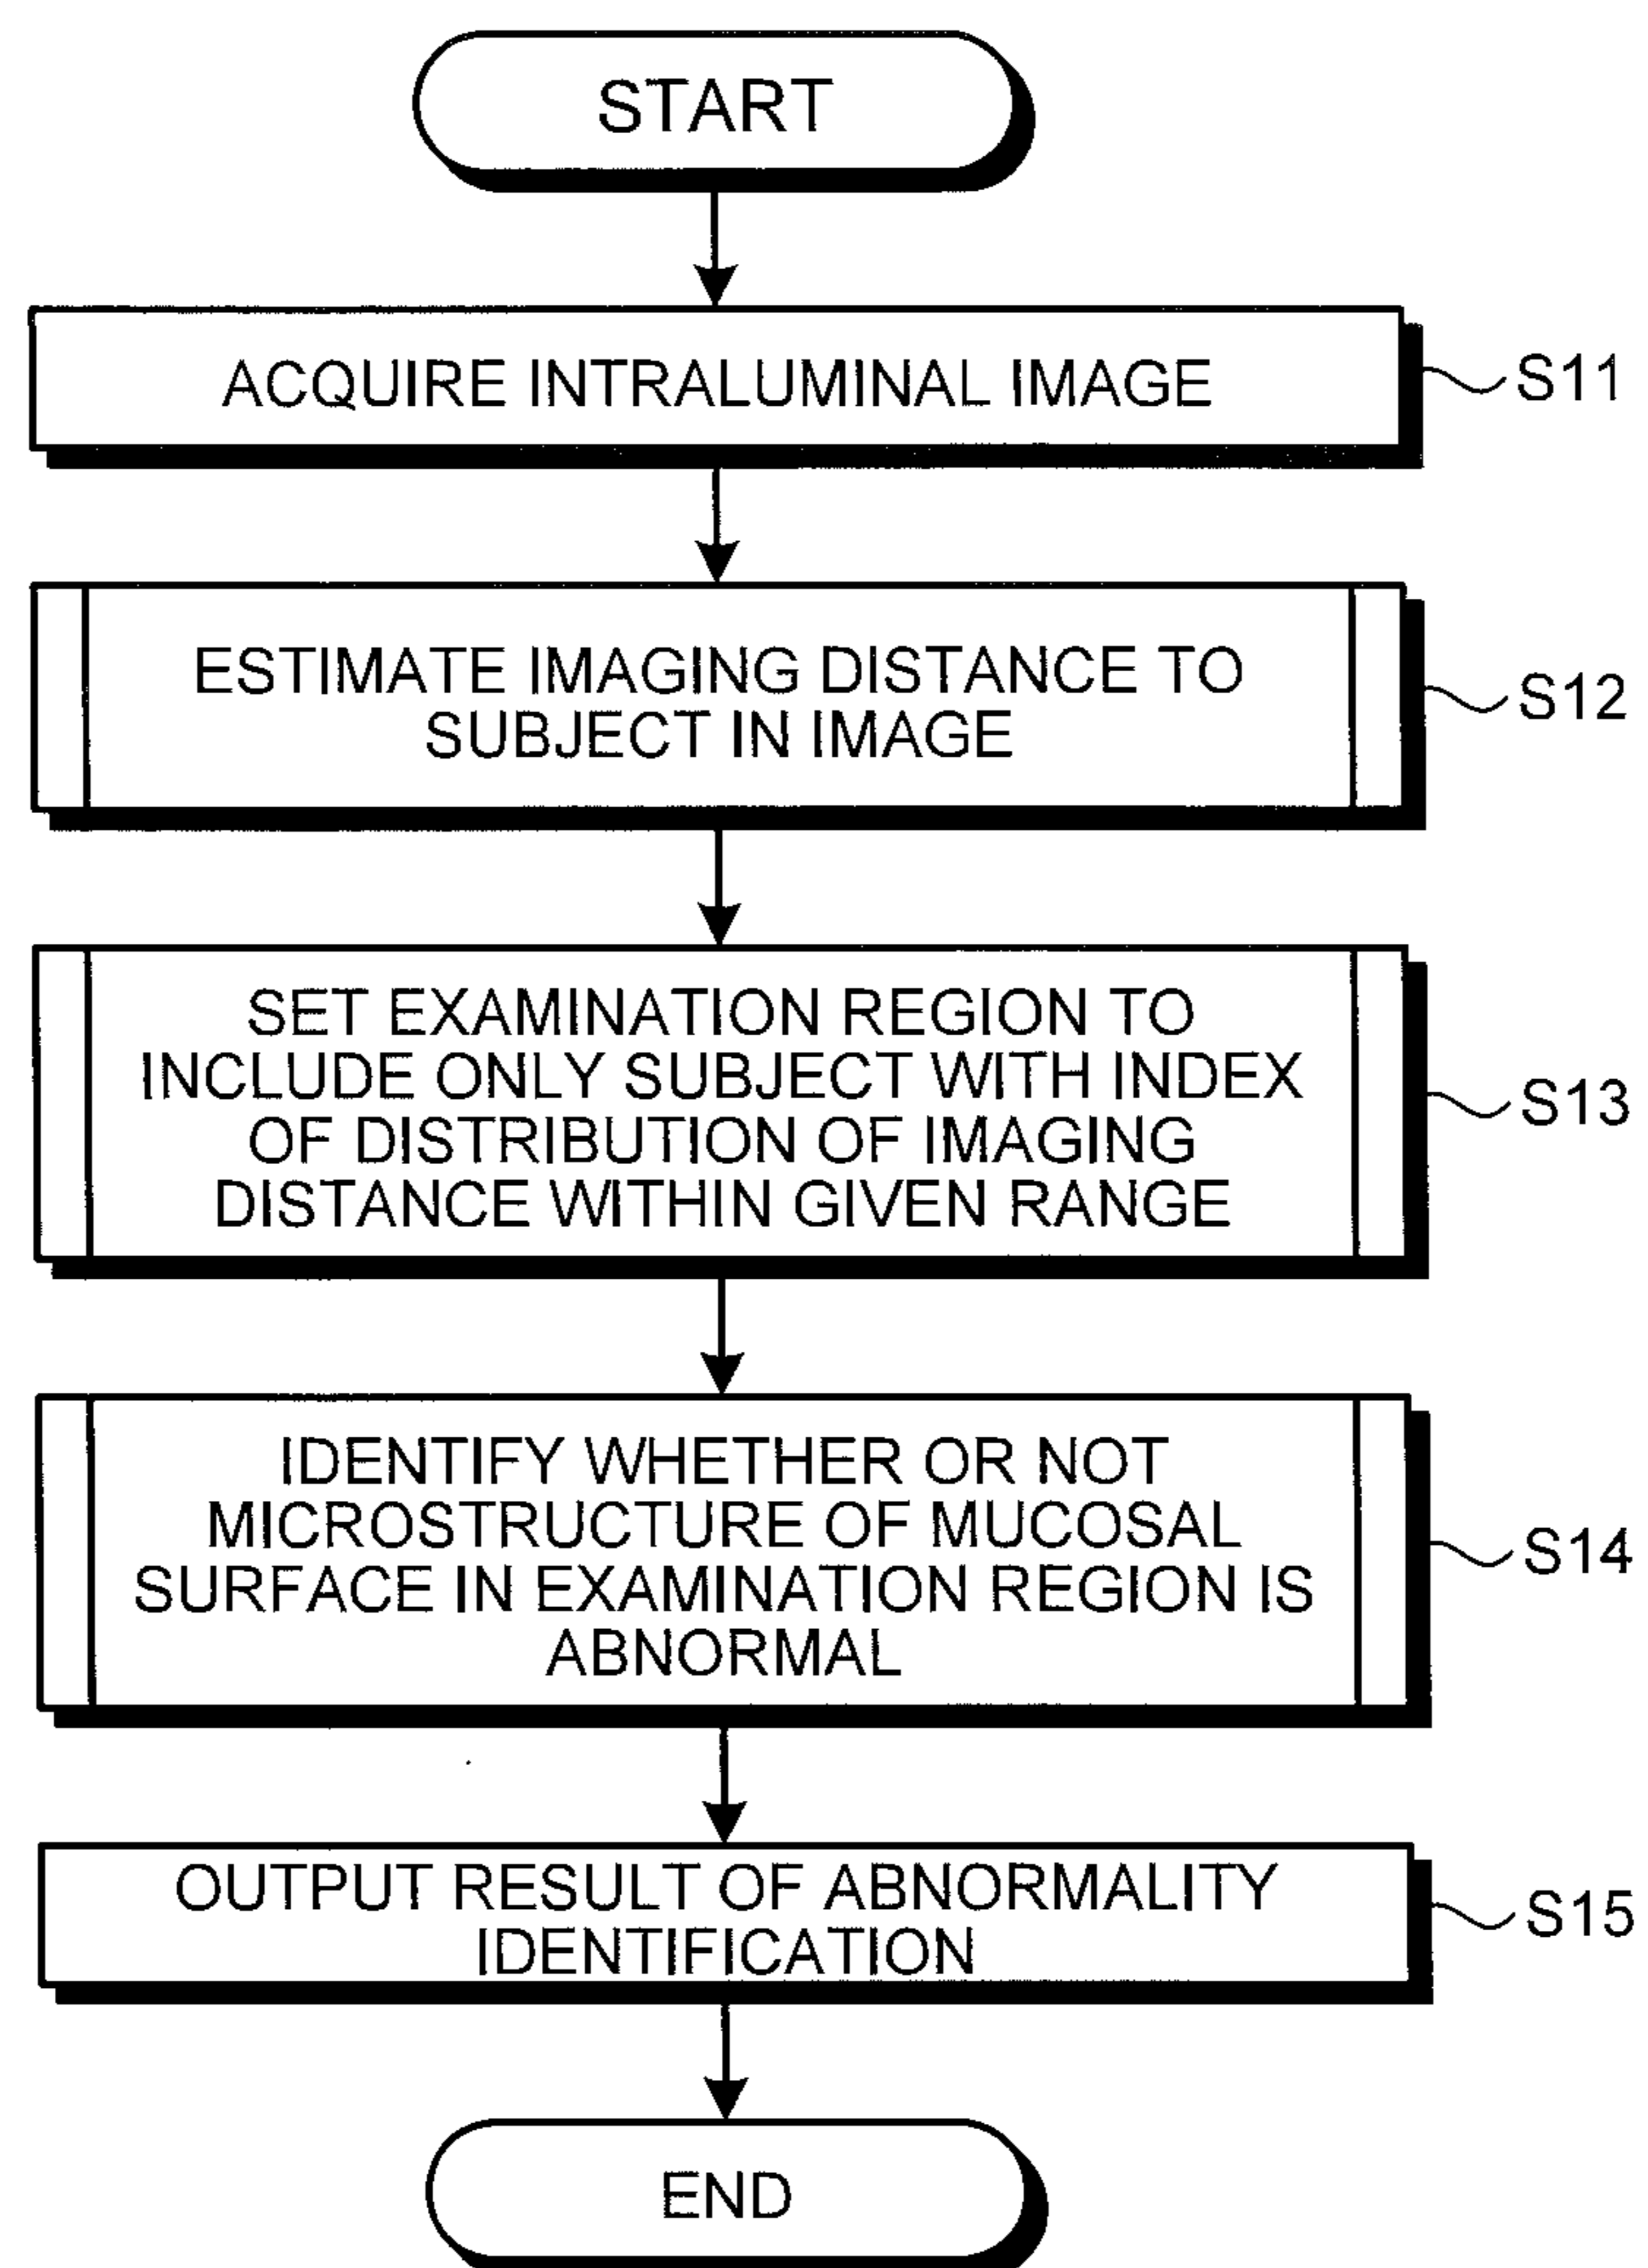 START
ACQUIRE INTRALUMINAL IMAGE
S11
ESTIMATE IMAGING DISTANCE TO
SUBJECT IN IMAGE
S12
SET EXAMINATION REGION TO
INCLUDE ONLY SUBJECT WITH INDEX
OF DISTRIBUTION OF IMAGING
DISTANCE WITHIN GIVEN RANGE
S13
IDENTIFY WHETHER OR NOT
MICROSTRUCTURE OF MUCOSAL
SURFACE IN EXAMINATION REGION IS
ABNORMAL
S14
OUTPUT RESULT OF ABNORMALITY
IDENTIFICATION
S15
END